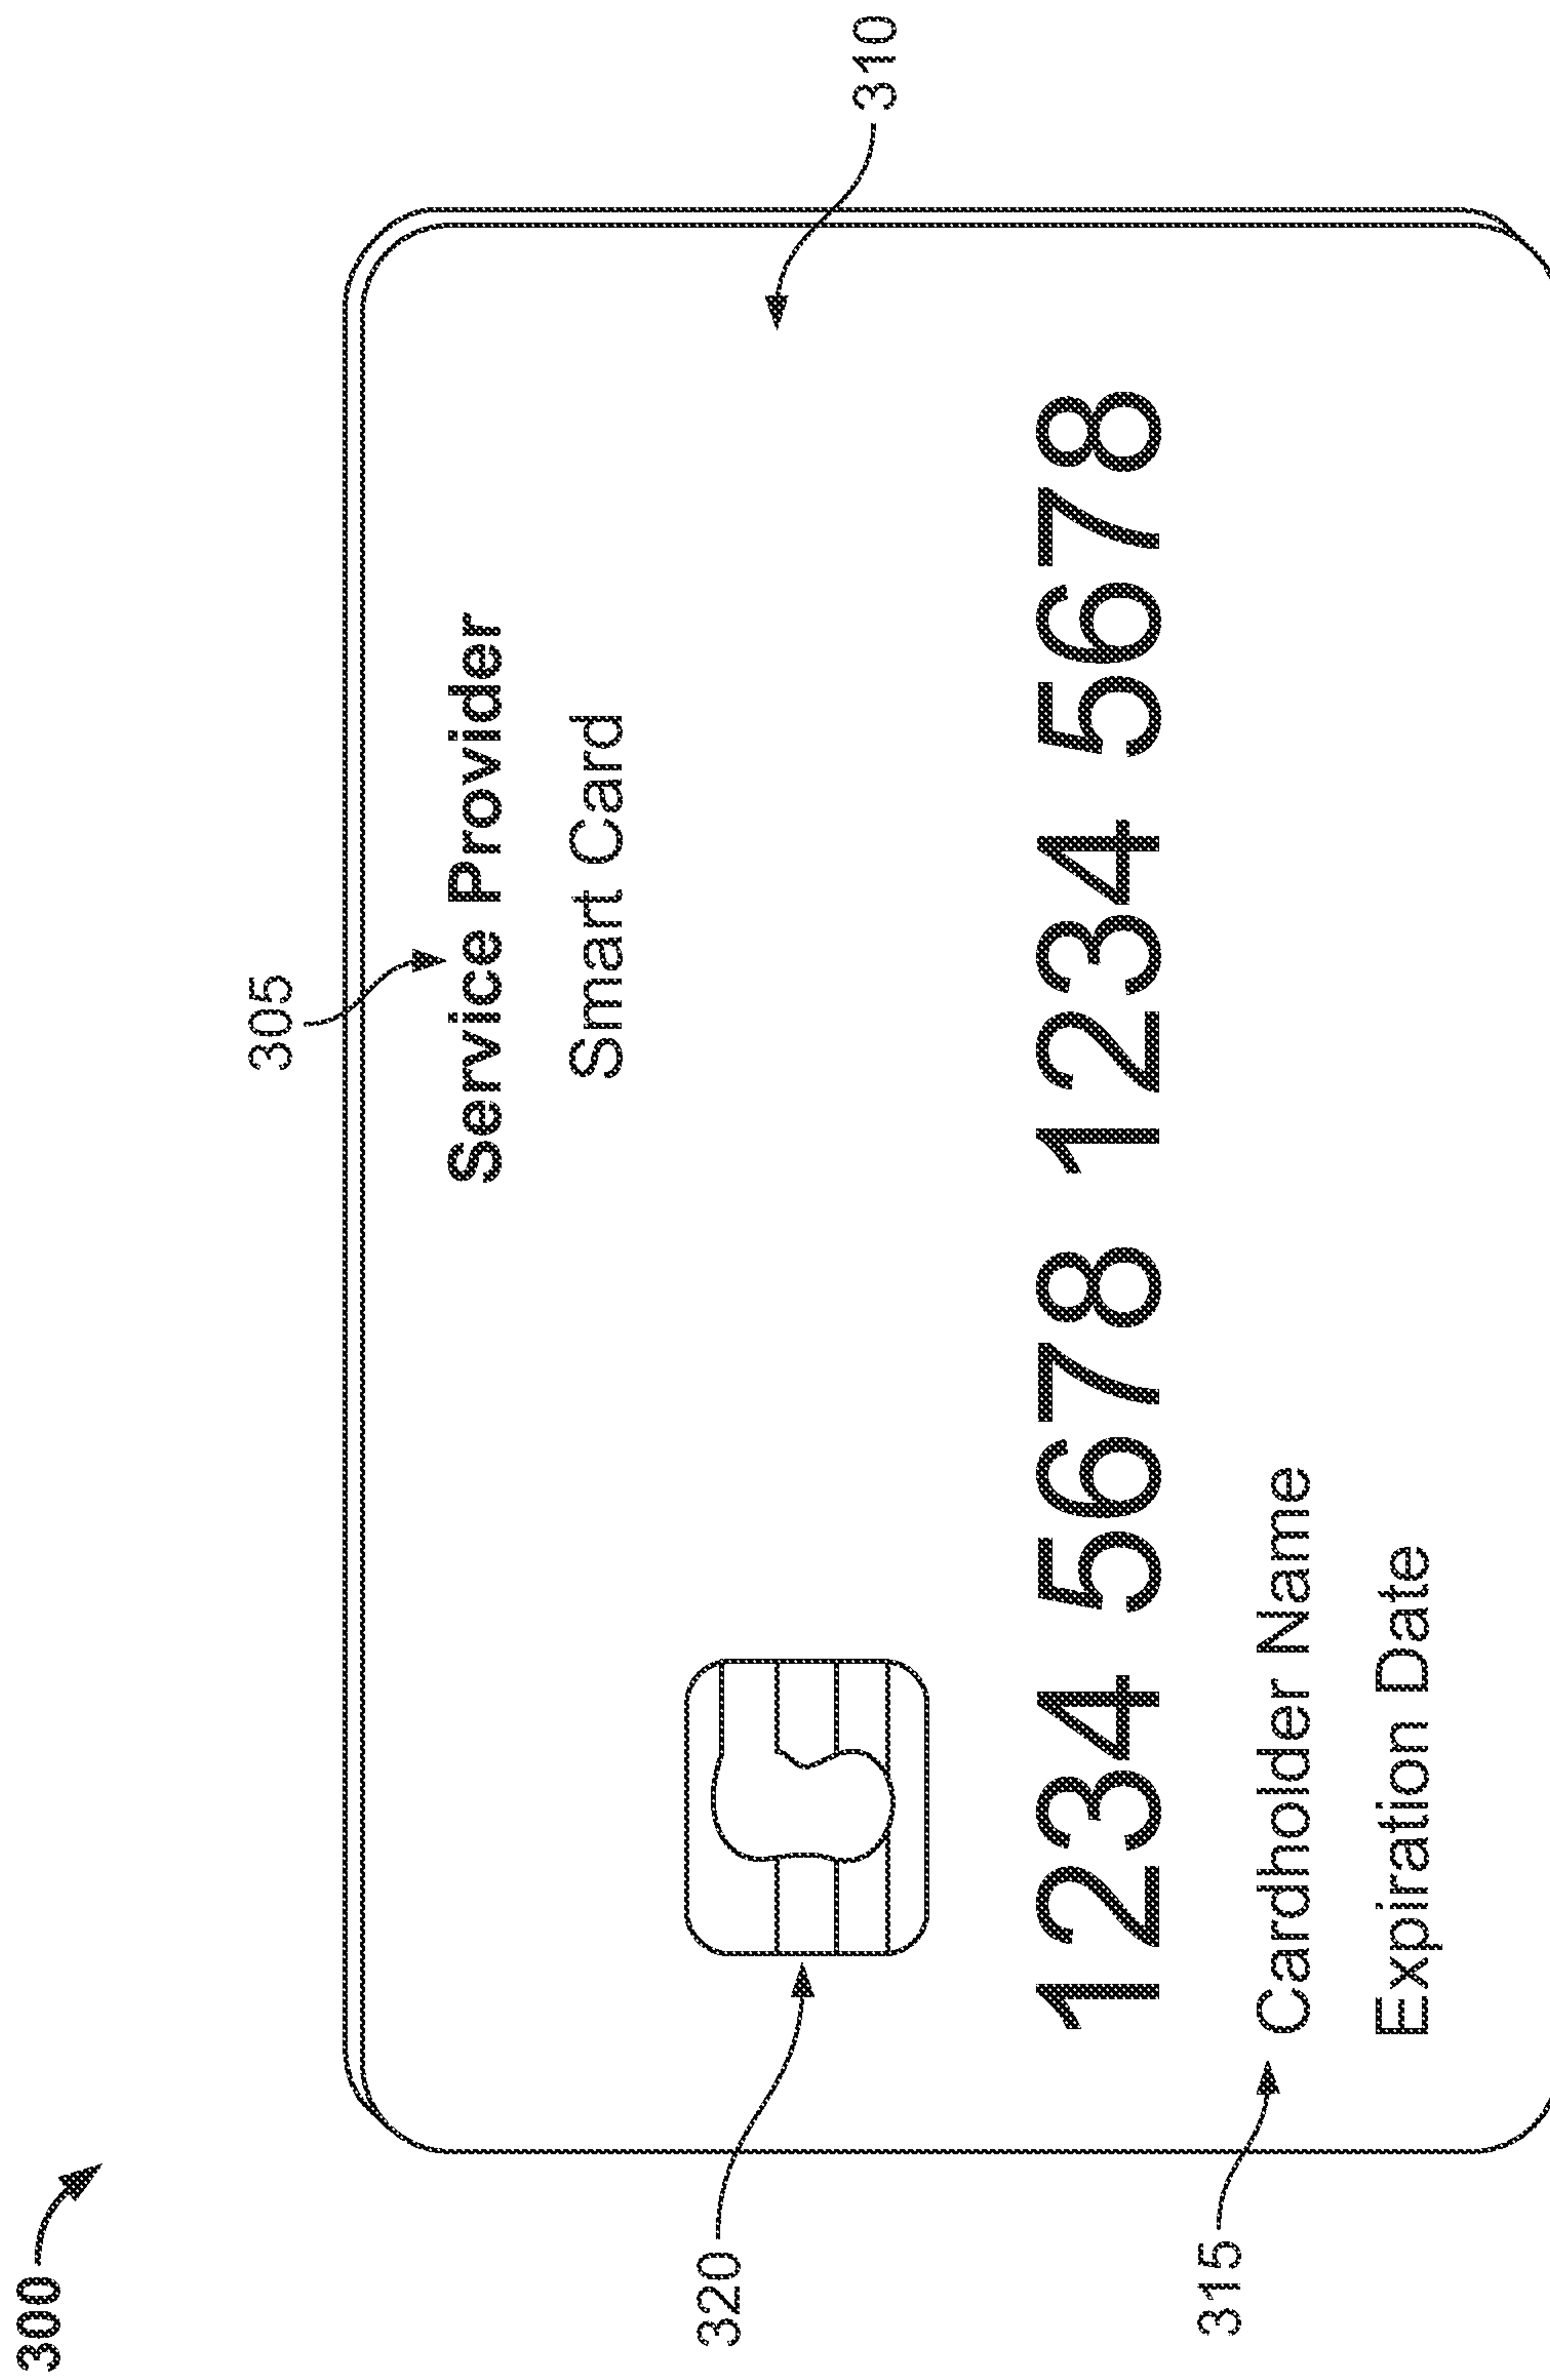 300
305
Service Provider
Smart Card
310
320
1234 5678 1234 5678
315
Cardholder Name
Expiration Date